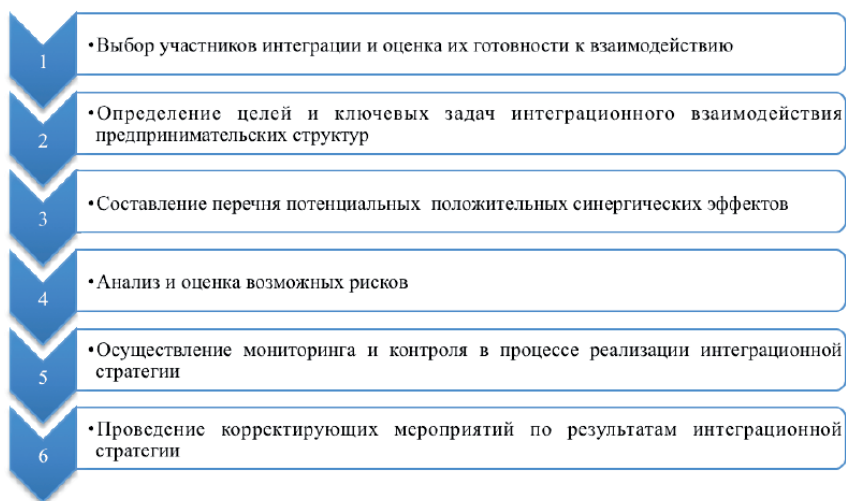 1
•Выбор участников интеграции и оценка их готовности к взаимодействию
2
•Определение целей и ключевых задач интеграционного взаимодействия
предпринимательских структур
3
•Составление перечня потенциальных положительных синергических эффектов
4
•Анализ и оценка возможных рисков
5
•Осуществление мониторинга и контроля в процессе реализации интеграционной
стратегии
6
•Проведение корректирующих мероприятий по результатам интеграционной
стратегии